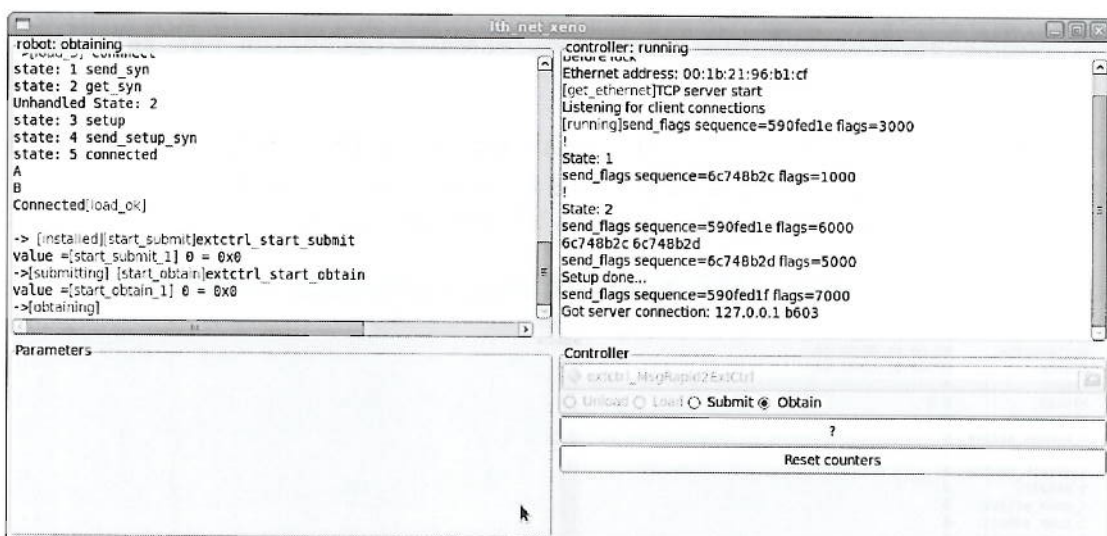 lth_net_xeno
robot: obtaining
state: 1 send_syn
state: 2 get_syn
Unhandled State: 2
state: 3 setup
state: 4 send_setup_syn
state: 5 connected
A
B
Connected[load_ok]
-> [installed][start_submit]extctrl_start_submit
value =[start_submit_1] 0 = 0x0
->[submitting] [start_obtain]extctrl_start_obtain
value =[start_obtain_1] 0 = 0x0
->[obtaining]
controller: running
before lock
Ethernet address: 00:1b:21:96:b1:cf
[get_ethernet]TCP server start
Listening for client connections
[running]send_flags sequence=590fed1e flags=3000
!
State: 1
send_flags sequence=6c748b2c flags=1000
!
State: 2
send_flags sequence=590fed1e flags=6000
6c748b2c 6c748b2d
send_flags sequence=6c748b2d flags=5000
Setup done...
send_flags sequence=590fed1f flags=7000
Got server connection: 127.0.0.1 b603
Parameters
Controller
extctrl_MsgRapid2ExtCtrl
Unload Load Submit Obtain
?
Reset counters